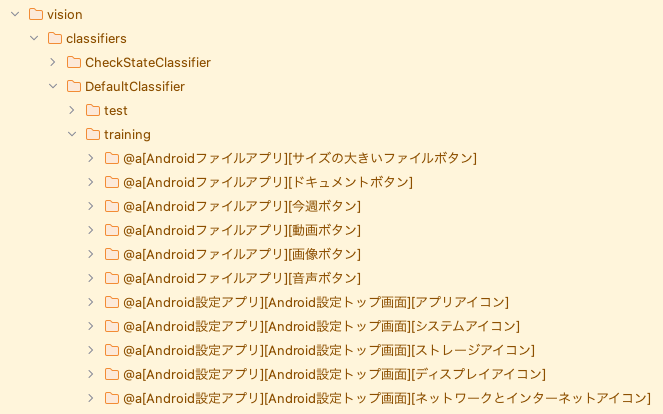 vision
classifiers
CheckStateClassifier
DefaultClassifier
test
training
@a[Androidファイルアプリ][サイズの大きいファイルボタン]
@a[Androidファイルアプリ][ドキュメントボタン]
@a[Androidファイルアプリ][今週ボタン]
@a[Androidファイルアプリ][動画ボタン]
@a[Androidファイルアプリ][画像ボタン]
@a[Androidファイルアプリ][音声ボタン]
@a[Android設定アプリ][Android設定トップ画面][アプリアイコン]
@a[Android設定アプリ][Android設定トップ画面][システムアイコン]
@a[Android設定アプリ][Android設定トップ画面][ストレージアイコン]
@a[Android設定アプリ][Android設定トップ画面][ディスプレイアイコン]
@a[Android設定アプリ][Android設定トップ画面][ネットワークとインターネットアイコン]